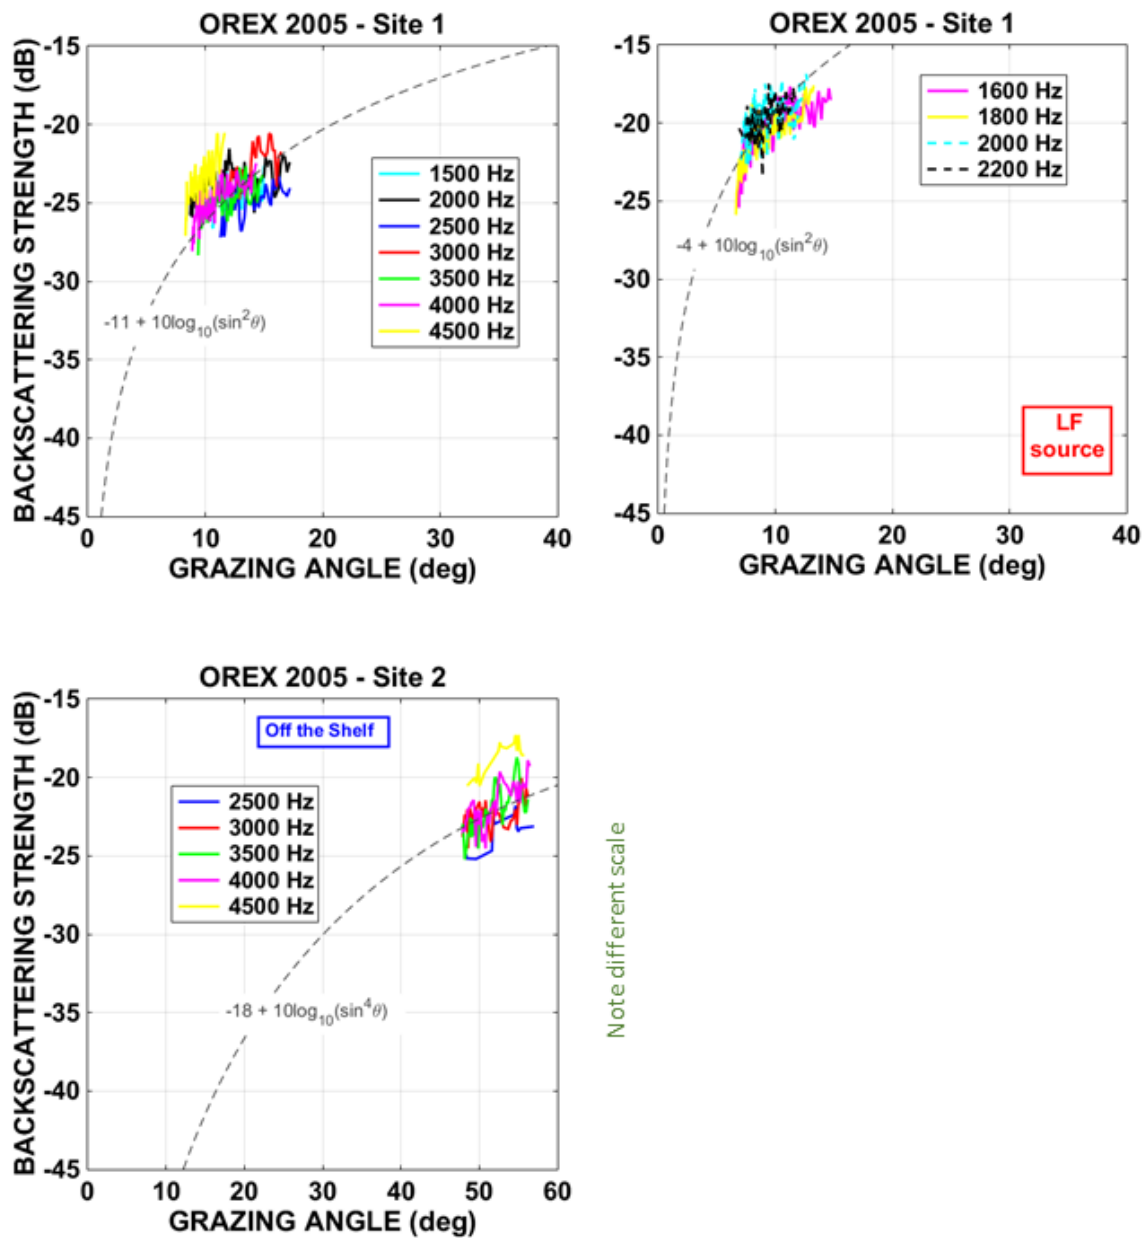 OREX 2005 - Site 1
BACKSCATTERING STRENGTH (dB)
-15
-20
-25
-30
-35
-40
-45
1500 Hz
2000 Hz
2500 Hz
3000 Hz
3500 Hz
4000 Hz
4500 Hz
-11 + 10log10(sin²θ)
0 10 20 30 40
GRAZING ANGLE (deg)
OREX 2005 - Site 1
-15
-20
-25
-30
-35
-40
-45
1600 Hz
1800 Hz
2000 Hz
2200 Hz
-4 + 10log10(sin²θ)
LF
source
0 10 20 30 40
GRAZING ANGLE (deg)
OREX 2005 - Site 2
BACKSCATTERING STRENGTH (dB)
-15
-20
-25
-30
-35
-40
-45
Off the Shelf
2500 Hz
3000 Hz
3500 Hz
4000 Hz
4500 Hz
-18 + 10log10(sin⁴θ)
0 10 20 30 40 50 60
GRAZING ANGLE (deg)
Note different scale